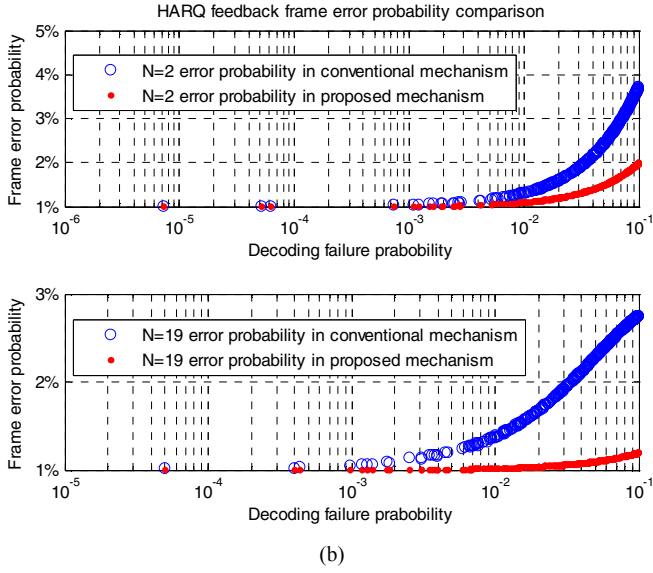 HARQ feedback frame error probability comparison
5%
4%
3%
2%
1%
Frame error probability
N=2 error probability in conventional mechanism
N=2 error probability in proposed mechanism
10^-6
10^-5
10^-4
10^-3
10^-2
10^-1
Decoding failure prabobility
3%
2%
1%
Frame error probability
N=19 error probability in conventional mechanism
N=19 error probability in proposed mechanism
10^-5
10^-4
10^-3
10^-2
10^-1
Decoding failure prabobility
(b)